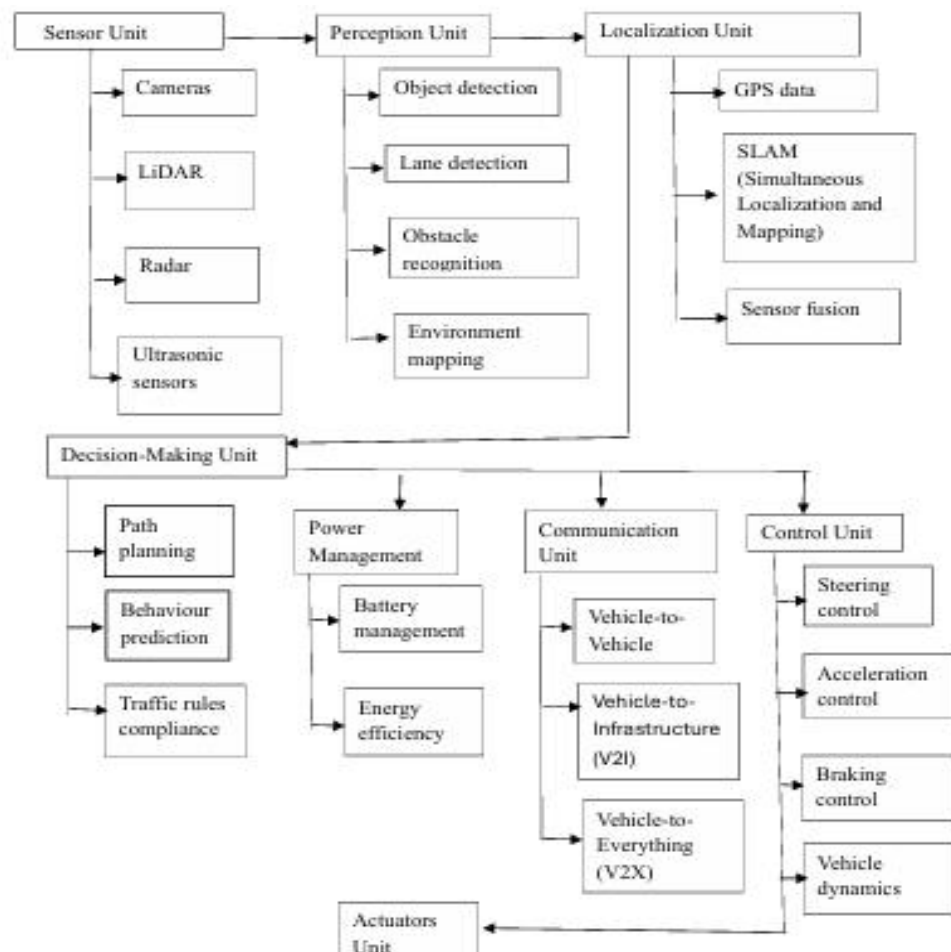 Sensor Unit
Perception Unit
Localization Unit
Cameras
LiDAR
Radar
Ultrasonic
sensors
Object detection
Lane detection
Obstacle
recognition
Environment
mapping
GPS data
SLAM
(Simultaneous
Localization and
Mapping)
Sensor fusion
Decision-Making Unit
Path
planning
Behaviour
prediction
Traffic rules
compliance
Power
Management
Battery
management
Energy
efficiency
Communication
Unit
Vehicle-to-
Vehicle
Vehicle-to-
Infrastructure
(V2I)
Vehicle-to-
Everything
(V2X)
Control Unit
Steering
control
Acceleration
control
Braking
control
Vehicle
dynamics
Actuators
Unit